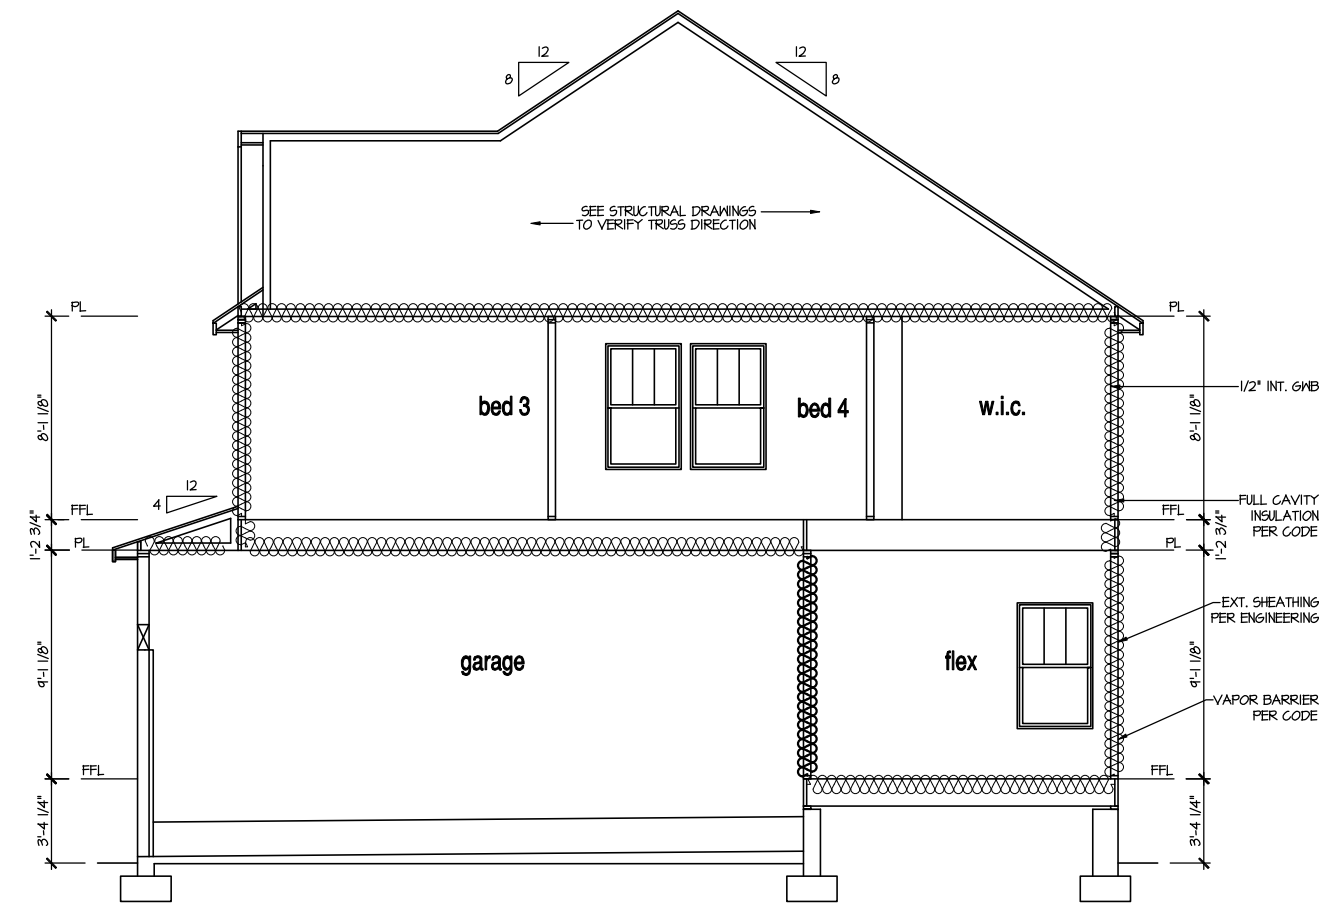 12
12
8
8
SEE STRUCTURAL DRAWINGS
TO VERIFY TRUSS DIRECTION
PL
PL
1/2" INT. GWB
8'-1 1/8"
bed 3
bed 4
w.i.c.
8'-1 1/8"
12
4
FULL CAVITY
INSULATION
PER CODE
FFL
FFL
1'-2 3/4"
1'-2 3/4"
PL
PL
EXT. SHEATHING
PER ENGINEERING
9'-1 1/8"
garage
flex
9'-1 1/8"
VAPOR BARRIER
PER CODE
FFL
FFL
3'-4 1/4"
3'-4 1/4"